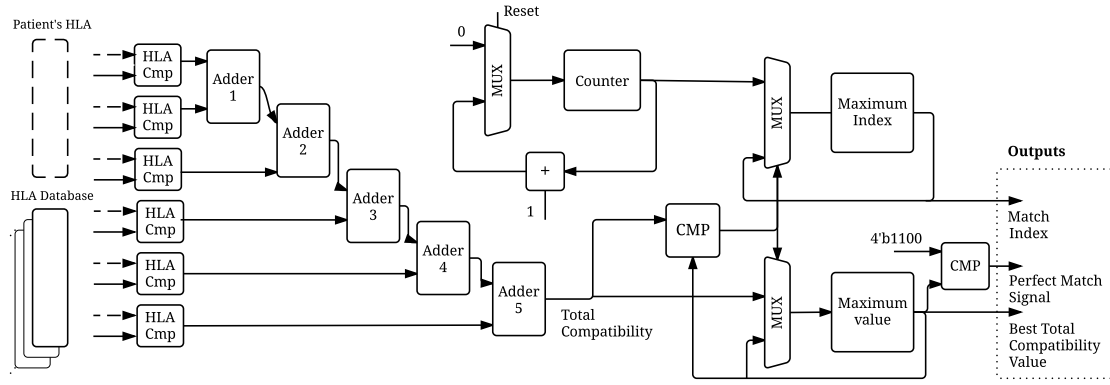 Patient's HLA
HLA
Cmp
HLA
Cmp
HLA
Cmp
HLA Database
HLA
Cmp
HLA
Cmp
HLA
Cmp
Adder
1
Adder
2
Adder
3
Adder
4
Adder
5
Total
Compatibility
Reset
0
MUX
Counter
+
1
CMP
MUX
Maximum
Index
MUX
Maximum
value
4'b1100
CMP
Outputs
Match
Index
Perfect Match
Signal
Best Total
Compatibility
Value